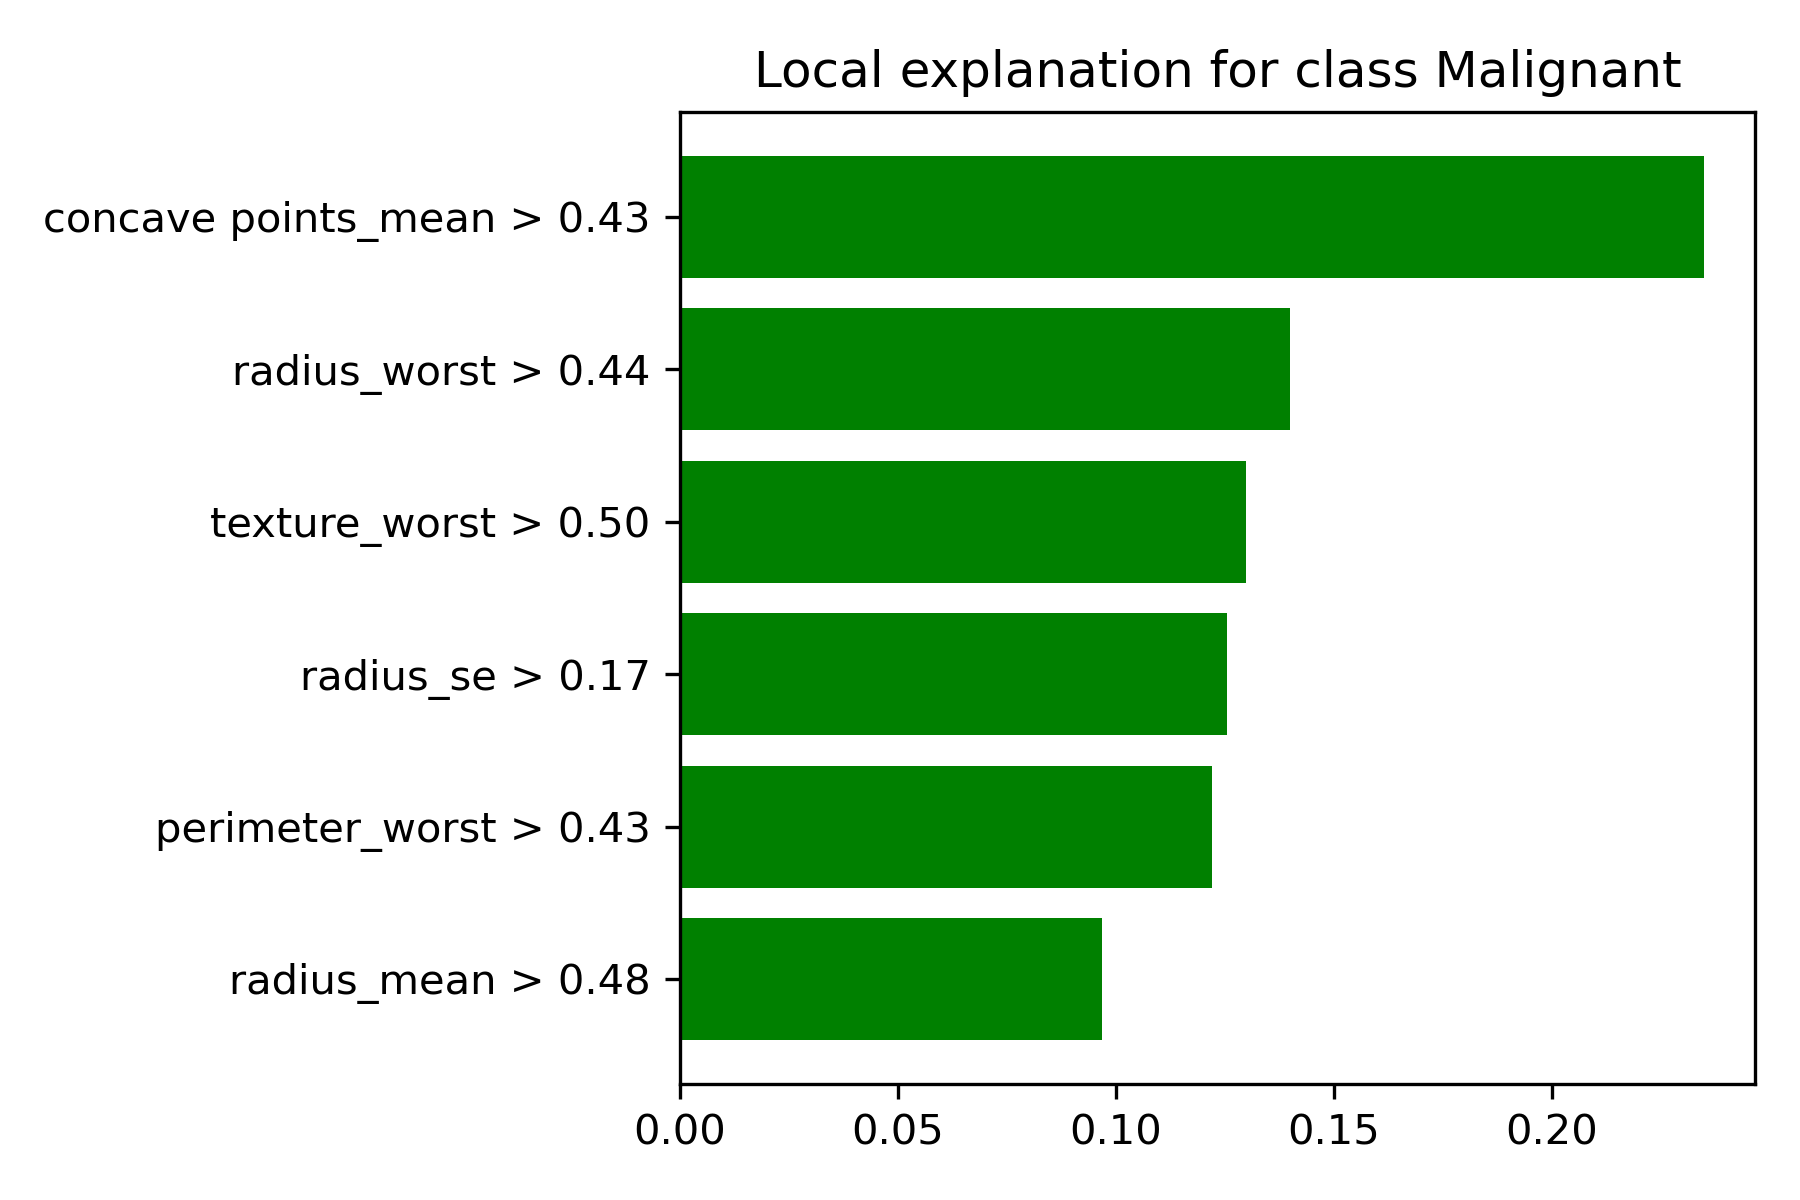 Local explanation for class Malignant
concave points_mean > 0.43
radius_worst > 0.44
texture_worst > 0.50
radius_se > 0.17
perimeter_worst > 0.43
radius_mean > 0.48
0.00 0.05 0.10 0.15 0.20